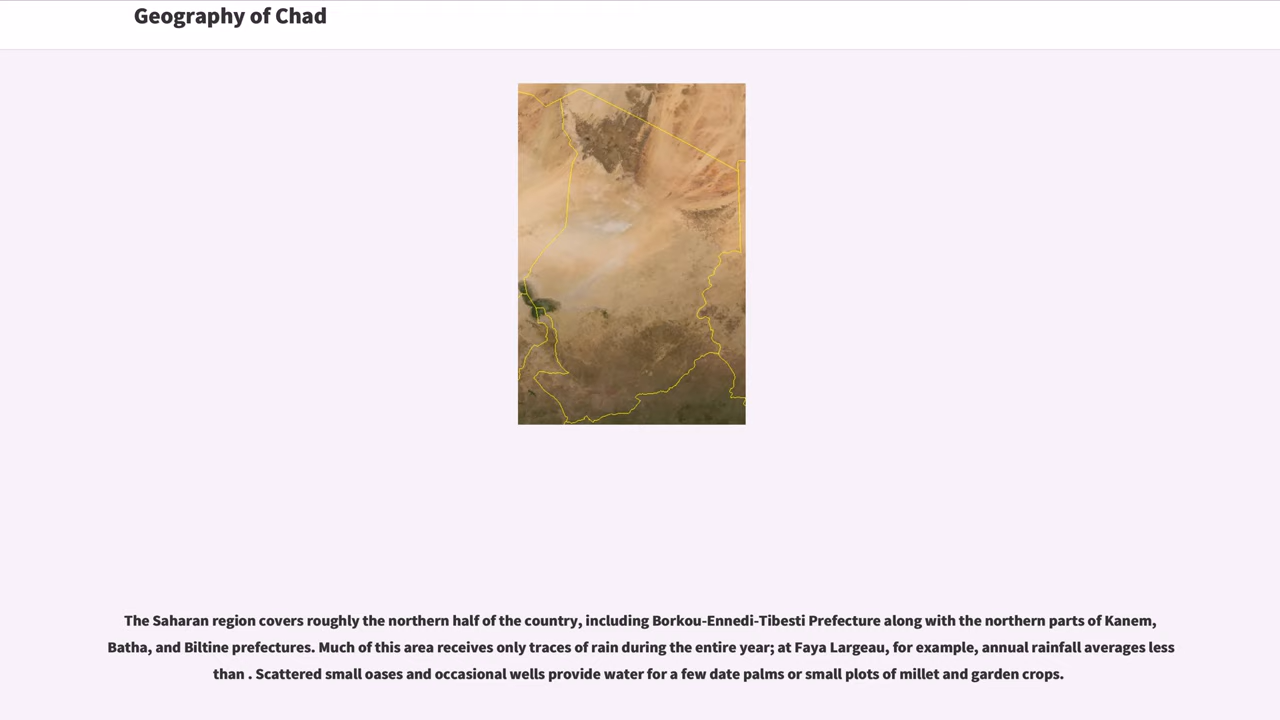 Geography of Chad
The Saharan region covers roughly the northern half of the country, including Borkou-Ennedi-Tibesti Prefecture along with the northern parts of Kanem,
Batha, and Biltine prefectures. Much of this area receives only traces of rain during the entire year; at Faya Largeau, for example, annual rainfall averages less
than . Scattered small oases and occasional wells provide water for a few date palms or small plots of millet and garden crops.